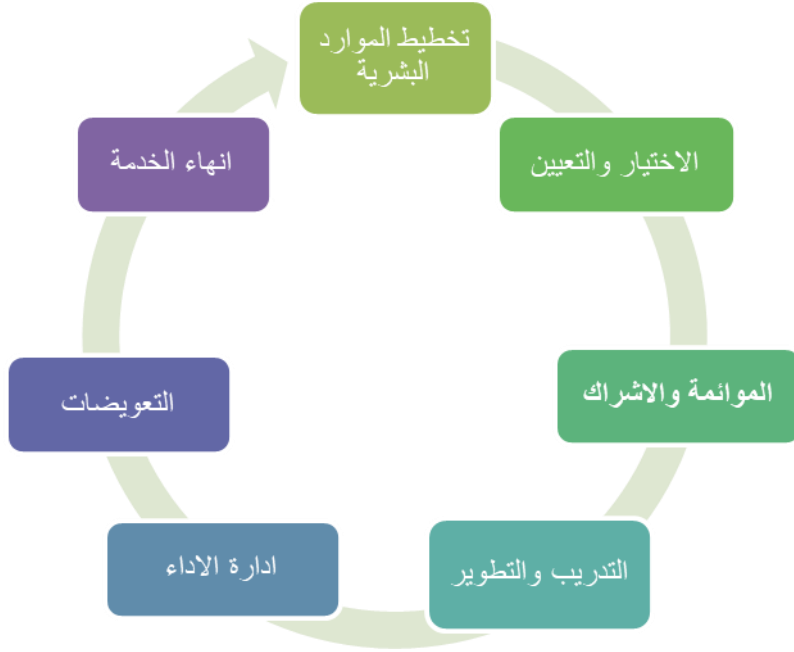 تخطيط الموارد
البشرية
الاختيار والتعيين
الموائمة والاشراك
التدريب والتطوير
ادارة الاداء
التعويضات
انهاء الخدمة